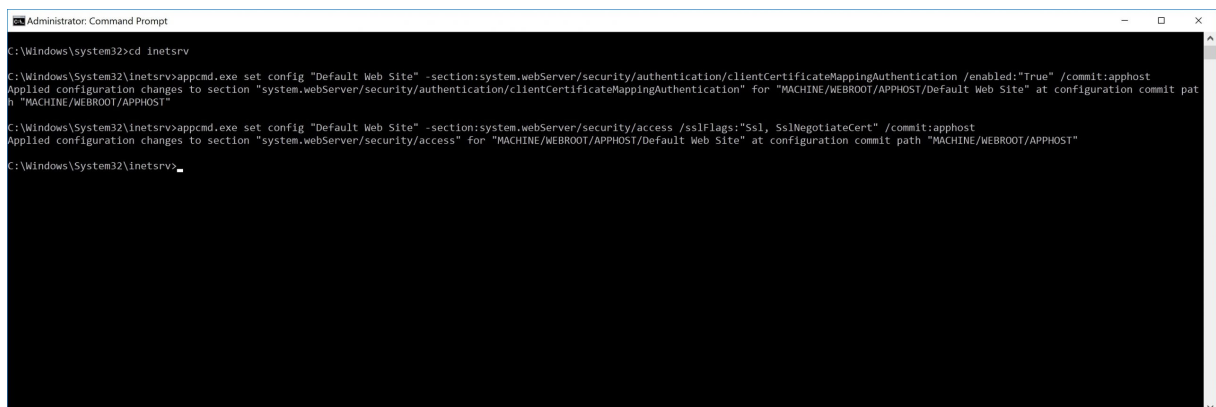 Administrator: Command Prompt
C:\Windows\system32>cd inetsrv
C:\Windows\System32\inetsrv>appcmd.exe set config "Default Web Site" -section:system.webServer/security/authentication/clientCertificateMappingAuthentication /enabled:"True" /commit:apphost
Applied configuration changes to section "system.webServer/security/authentication/clientCertificateMappingAuthentication" for "MACHINE/WEBROOT/APPHOST/Default Web Site" at configuration commit pat
h "MACHINE/WEBROOT/APPHOST"
C:\Windows\System32\inetsrv>appcmd.exe set config "Default Web Site" -section:system.webServer/security/access /sslFlags:"Ssl, SslNegotiateCert" /commit:apphost
Applied configuration changes to section "system.webServer/security/access" for "MACHINE/WEBROOT/APPHOST/Default Web Site" at configuration commit path "MACHINE/WEBROOT/APPHOST"
C:\Windows\System32\inetsrv>